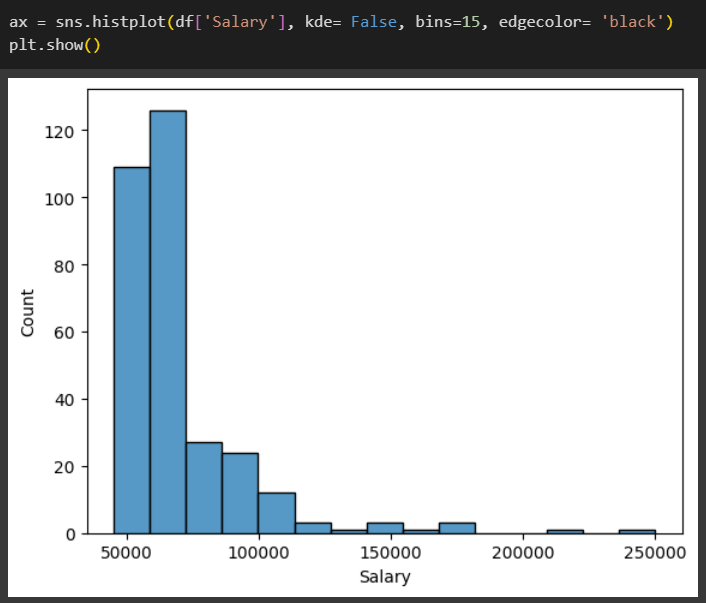 ax = sns.histplot(df['Salary'], kde= False, bins=15, edgecolor= 'black')
plt.show()
120
100
80
60
40
20
0
Count
50000 100000 150000 200000 250000
Salary